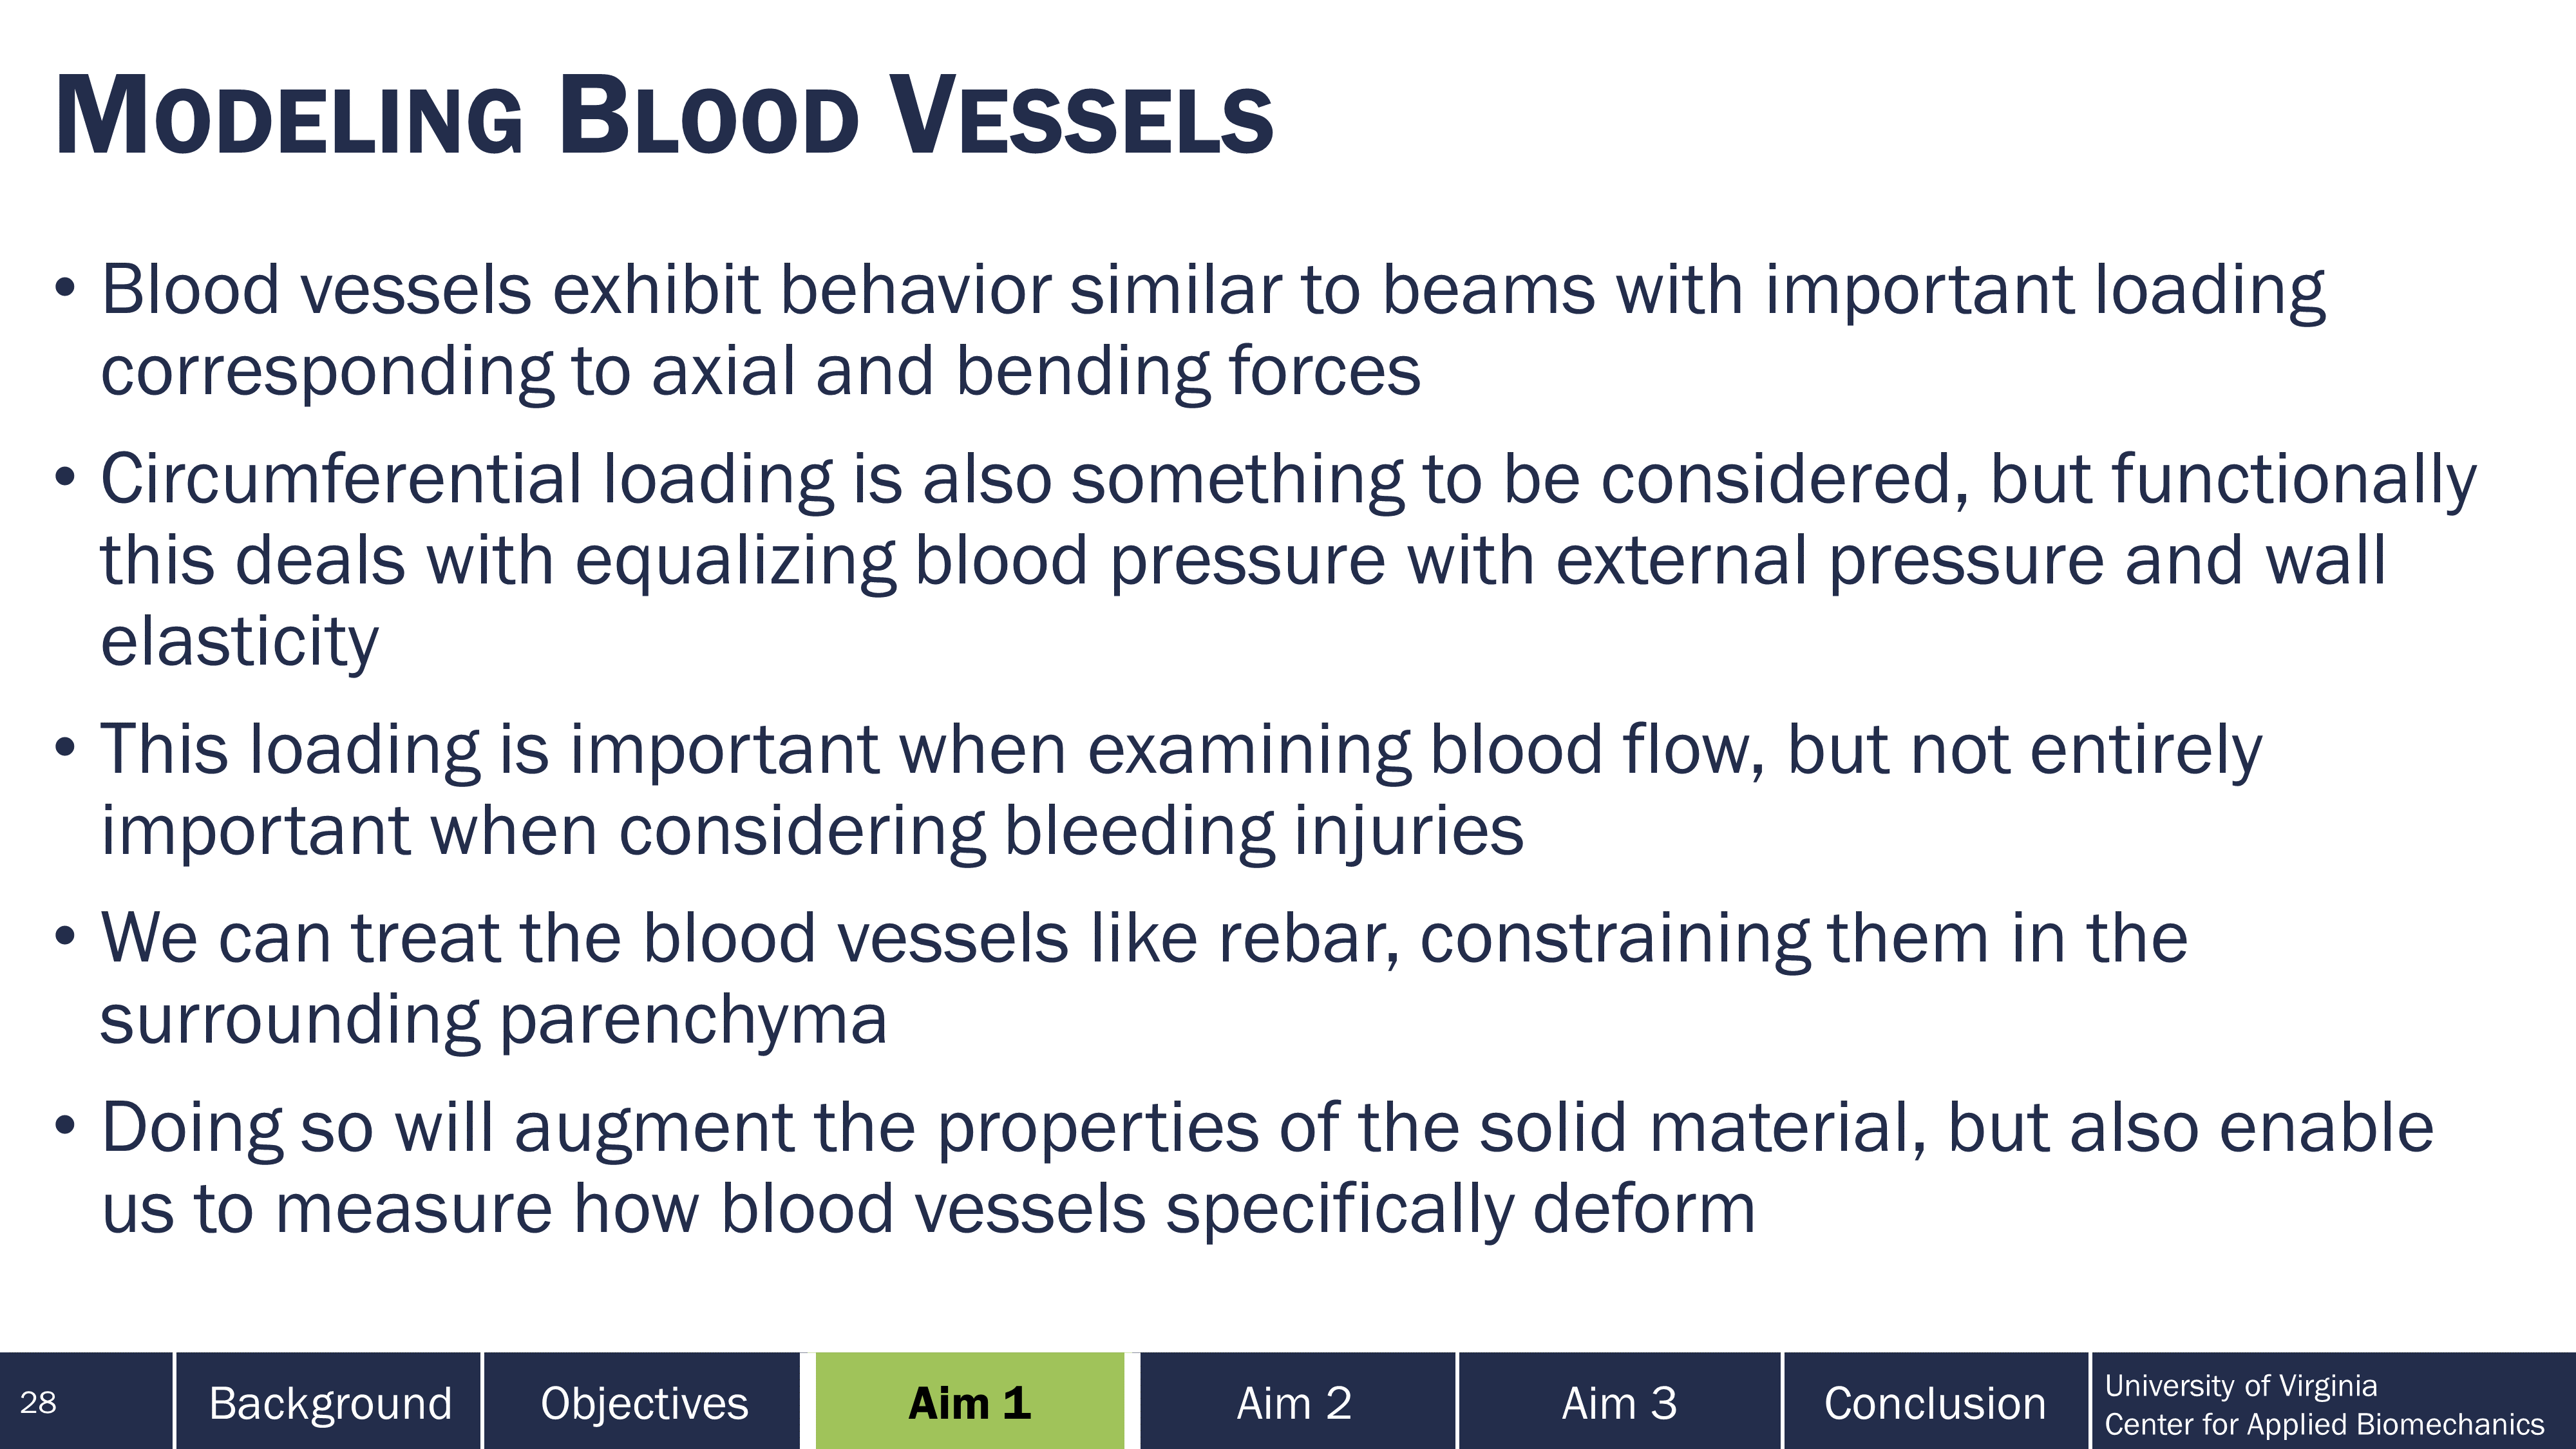 MODELING BLOOD VESSELS
• Blood vessels exhibit behavior similar to beams with important loading
corresponding to axial and bending forces
• Circumferential loading is also something to be considered, but functionally
this deals with equalizing blood pressure with external pressure and wall
elasticity
• This loading is important when examining blood flow, but not entirely
important when considering bleeding injuries
• We can treat the blood vessels like rebar, constraining them in the
surrounding parenchyma
• Doing so will augment the properties of the solid material, but also enable
us to measure how blood vessels specifically deform
28
Background
Objectives
Aim 1
Aim 2
Aim 3
Conclusion
University of Virginia
Center for Applied Biomechanics